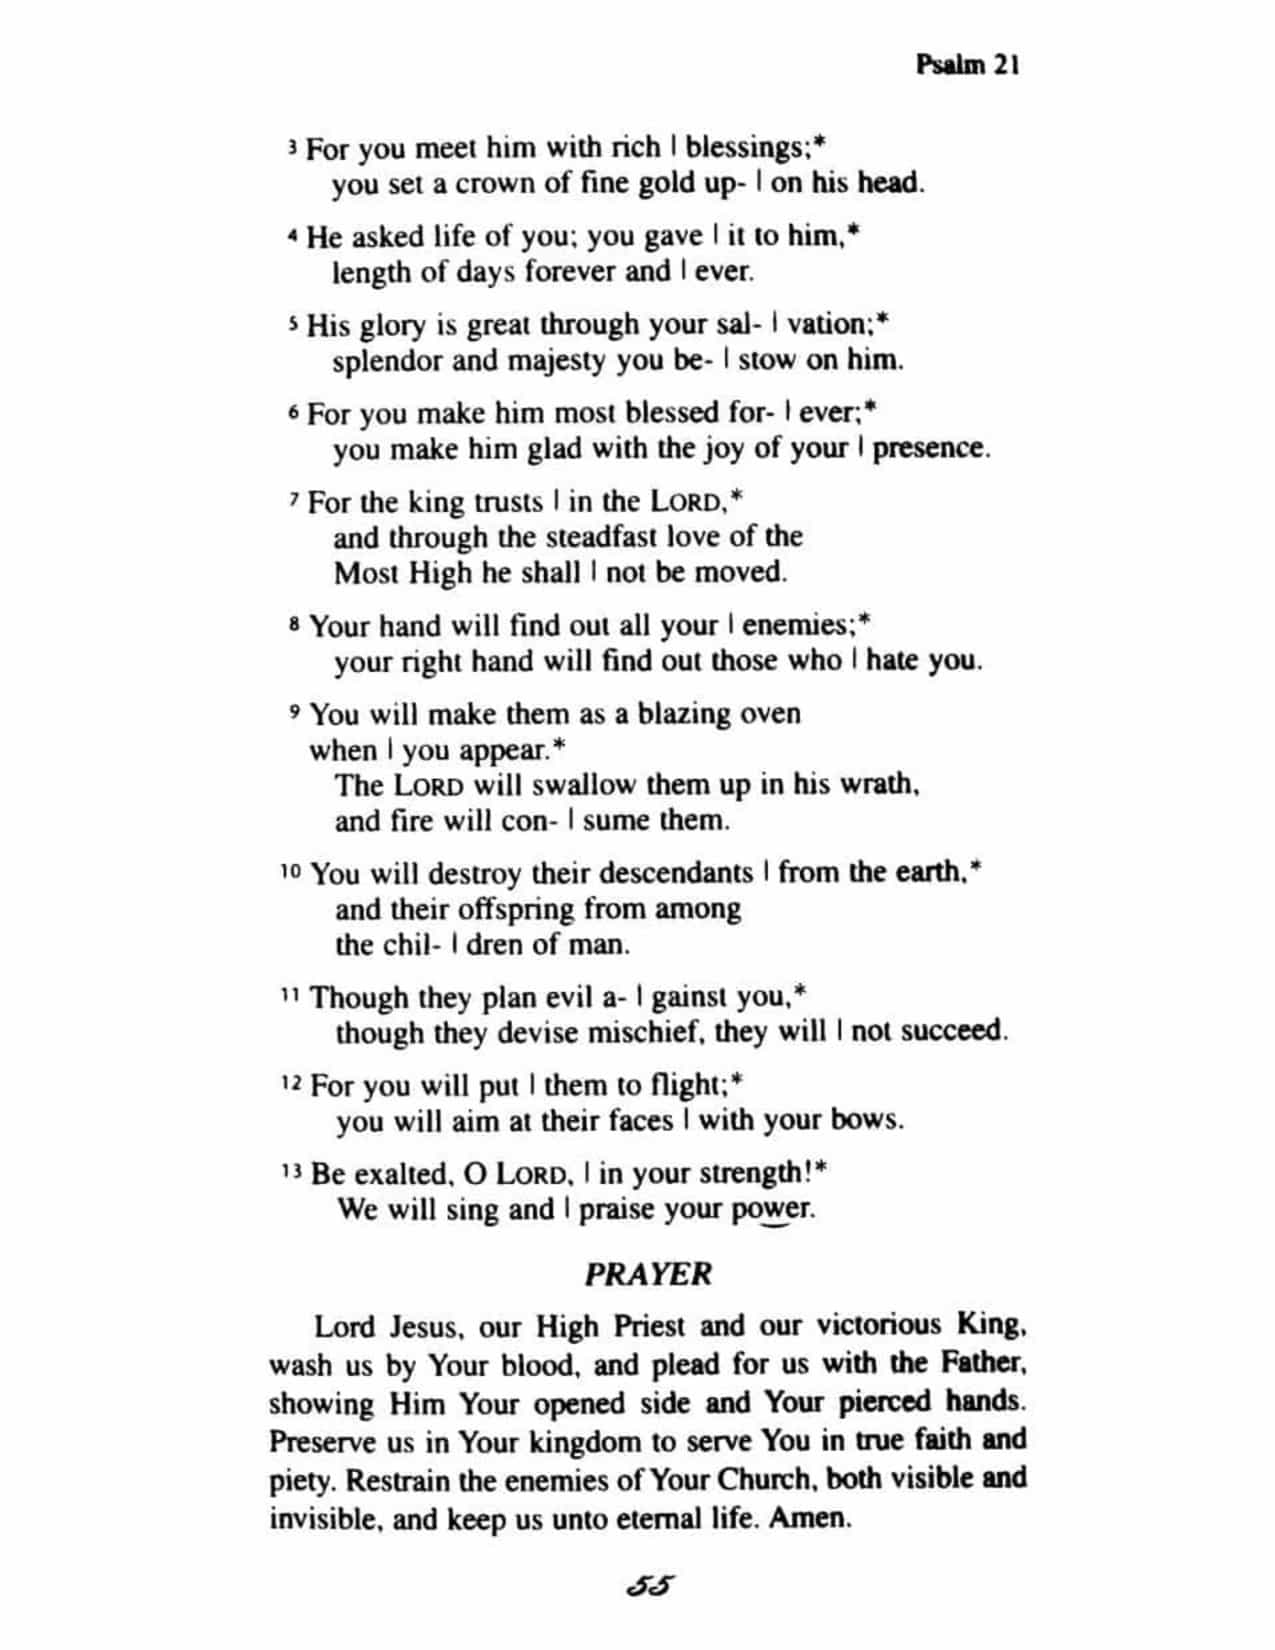 Psalm 21
3 For you meet him with rich | blessings;*
you set a crown of fine gold up- | on his head.
4 He asked life of you; you gave | it to him,*
length of days forever and | ever.
5 His glory is great through your sal- | vation;*
splendor and majesty you be- | stow on him.
6 For you make him most blessed for- | ever;*
you make him glad with the joy of your | presence.
7 For the king trusts | in the LORD,*
and through the steadfast love of the
Most High he shall | not be moved.
8 Your hand will find out all your | enemies;*
your right hand will find out those who | hate you.
9 You will make them as a blazing oven
when | you appear.*
The LORD will swallow them up in his wrath,
and fire will con- | sume them.
10 You will destroy their descendants | from the earth,*
and their offspring from among
the chil- | dren of man.
11 Though they plan evil a- | gainst you,*
though they devise mischief, they will | not succeed.
12 For you will put | them to flight;*
you will aim at their faces | with your bows.
13 Be exalted, O LORD, | in your strength!*
We will sing and | praise your power.
PRAYER
Lord Jesus, our High Priest and our victorious King,
wash us by Your blood, and plead for us with the Father,
showing Him Your opened side and Your pierced hands.
Preserve us in Your kingdom to serve You in true faith and
piety. Restrain the enemies of Your Church, both visible and
invisible, and keep us unto eternal life. Amen.
55